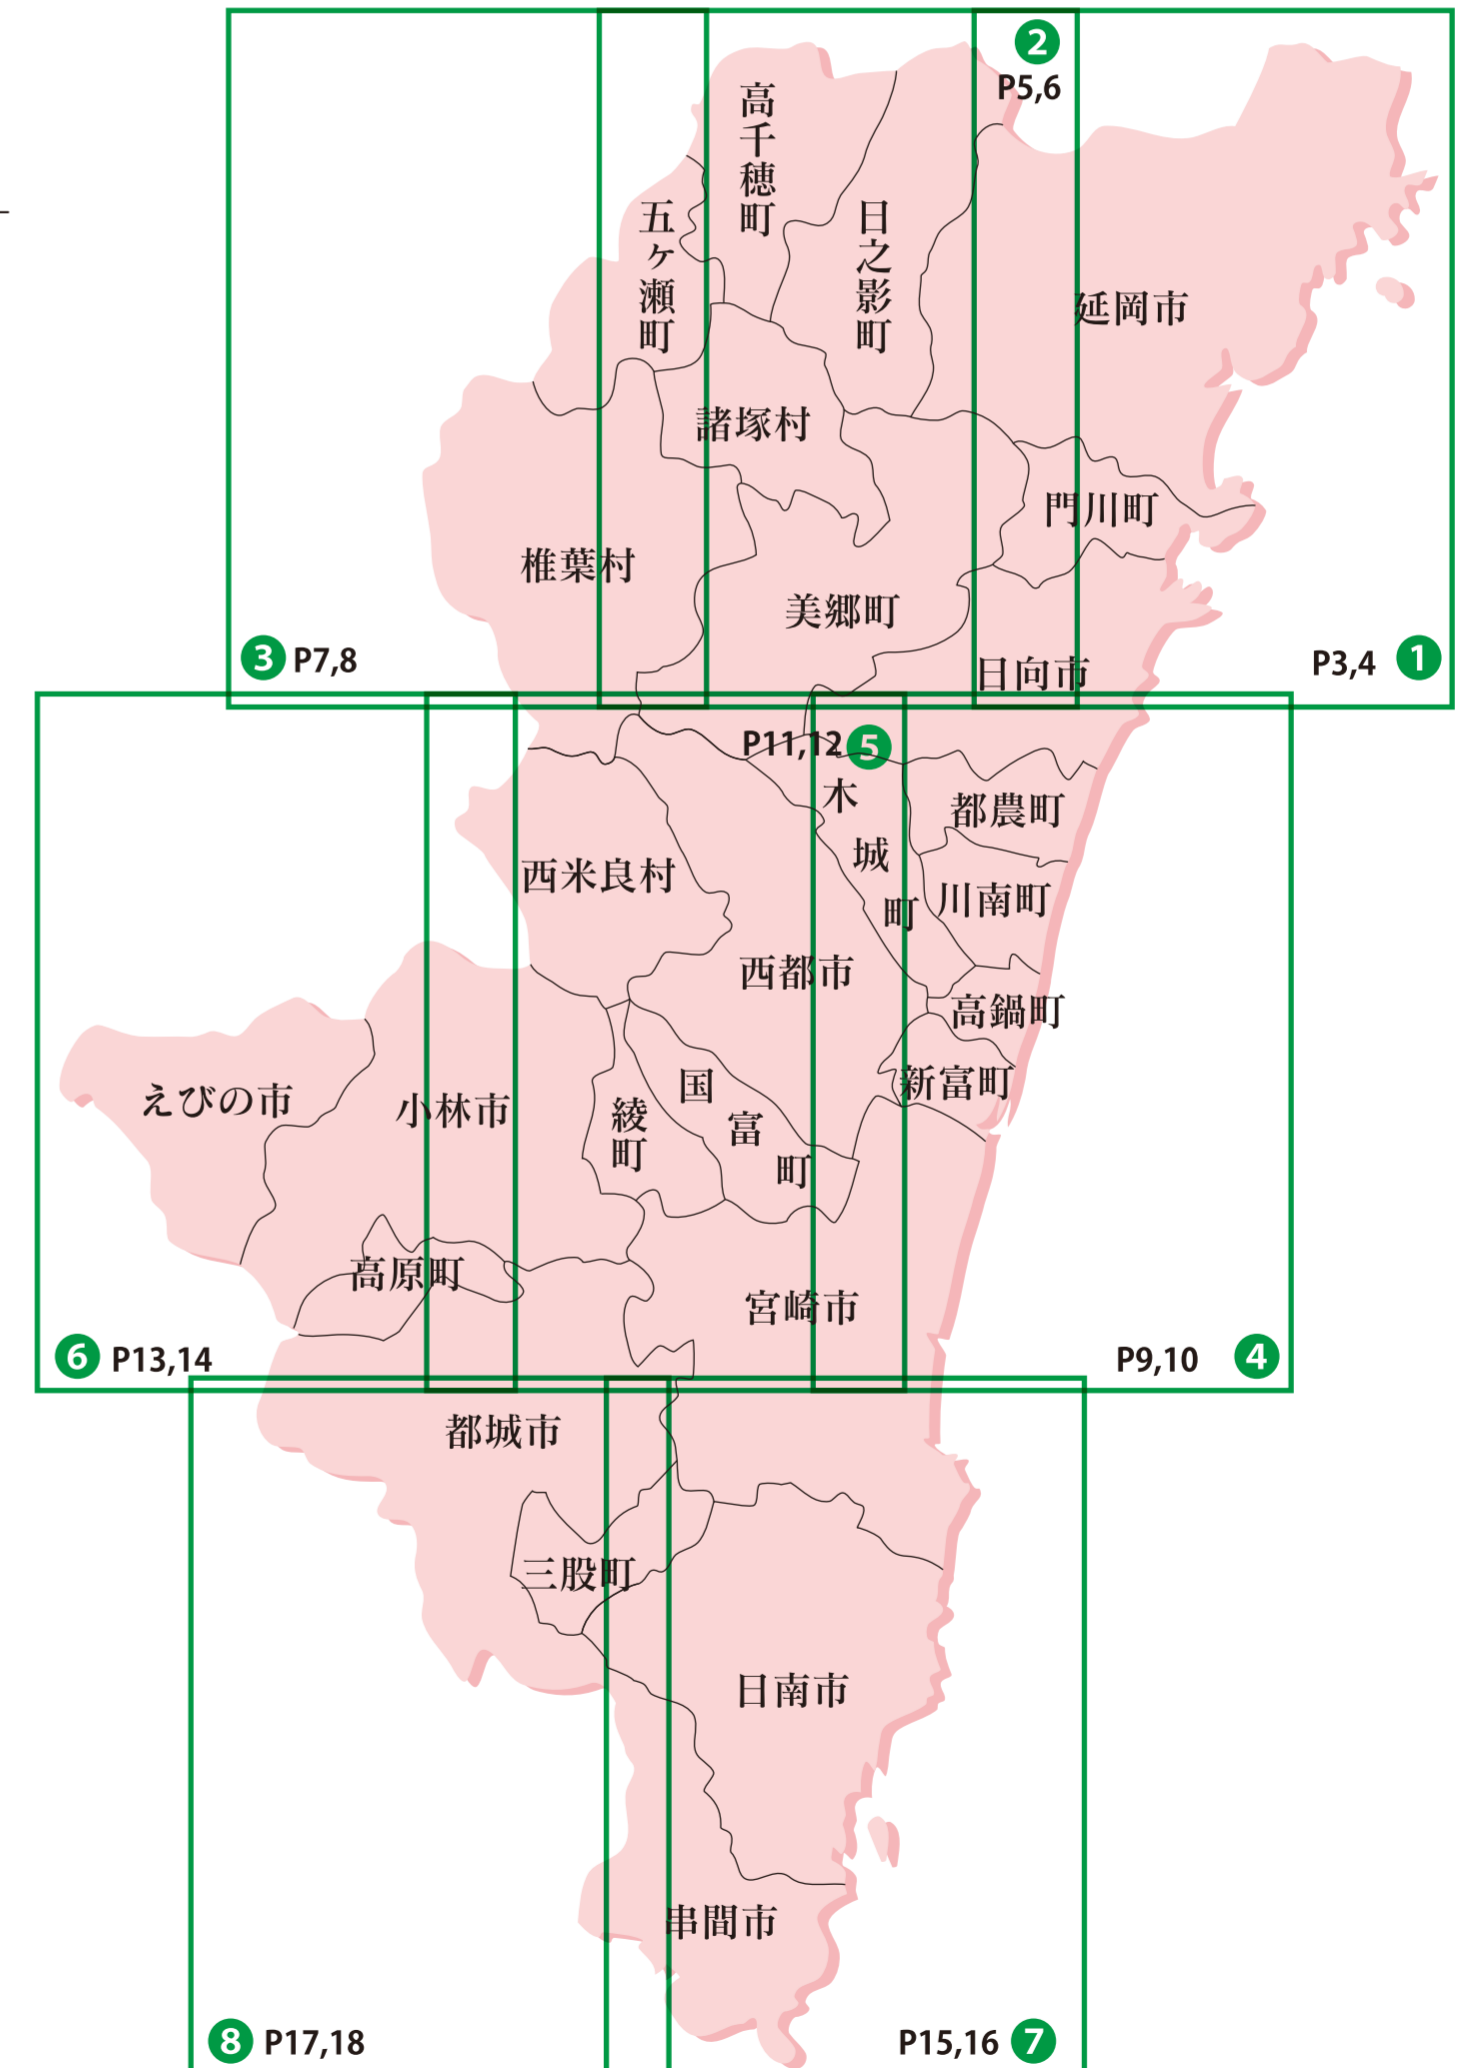 2
P5,6
高千穂町
五ヶ瀬町
日之影町
延岡市
諸塚村
門川町
椎葉村
美郷町
日向市
3 P7,8
P3,4 1
P11,12 5
木城町
都農町
西米良村
川南町
西都市
高鍋町
新富町
えびの市
小林市
綾町
国富町
高原町
宮崎市
6 P13,14
P9,10 4
都城市
三股町
日南市
串間市
8 P17,18
P15,16 7